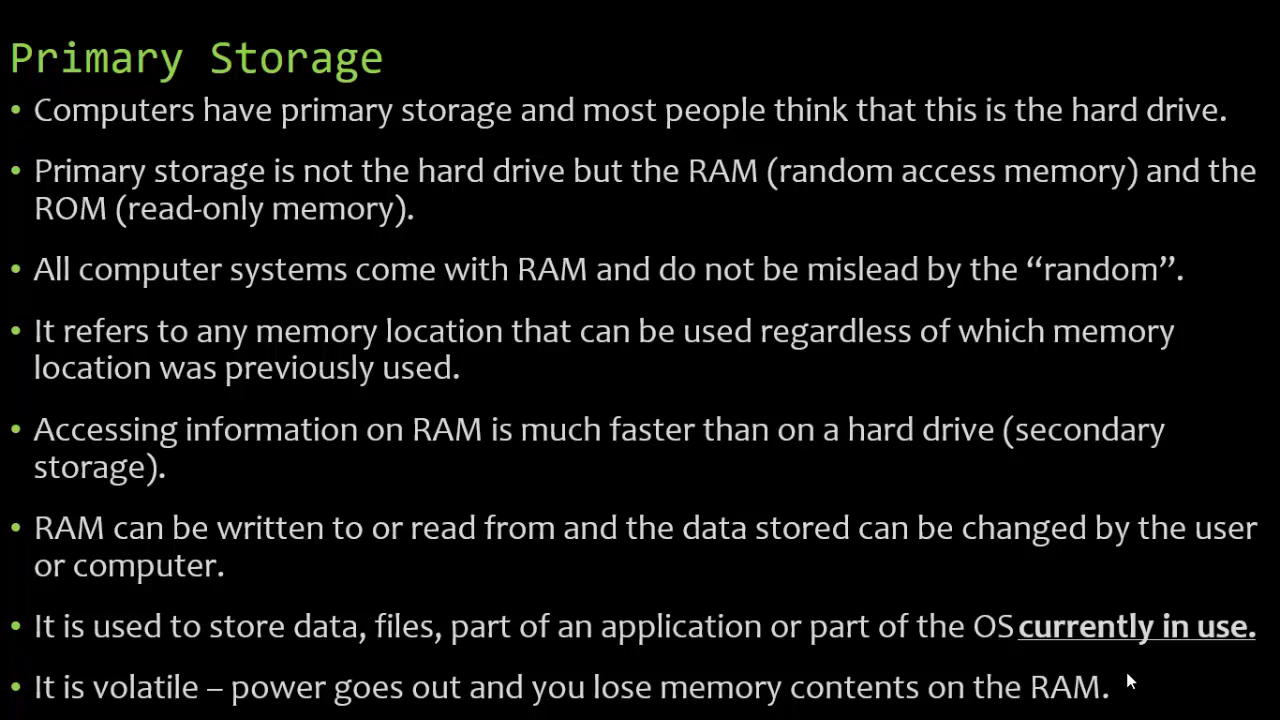 Primary Storage
• Computers have primary storage and most people think that this is the hard drive.
• Primary storage is not the hard drive but the RAM (random access memory) and the
ROM (read-only memory).
• All computer systems come with RAM and do not be mislead by the “random”.
• It refers to any memory location that can be used regardless of which memory
location was previously used.
• Accessing information on RAM is much faster than on a hard drive (secondary
storage).
• RAM can be written to or read from and the data stored can be changed by the user
or computer.
• It is used to store data, files, part of an application or part of the OS currently in use.
• It is volatile – power goes out and you lose memory contents on the RAM.